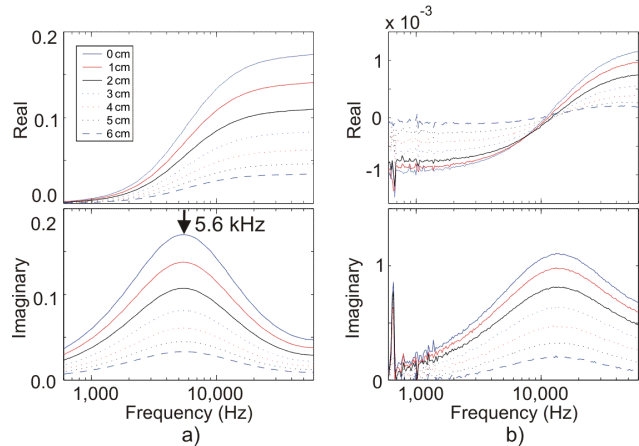 x 10⁻³
0.2
0.1
0.0
Real
0 cm
1 cm
2 cm
3 cm
4 cm
5 cm
6 cm
1
0
-1
Real
0.2
0.1
0.0
Imaginary
5.6 kHz
1,000
10,000
Frequency (Hz)
a)
1
0
Imaginary
1,000
10,000
Frequency (Hz)
b)